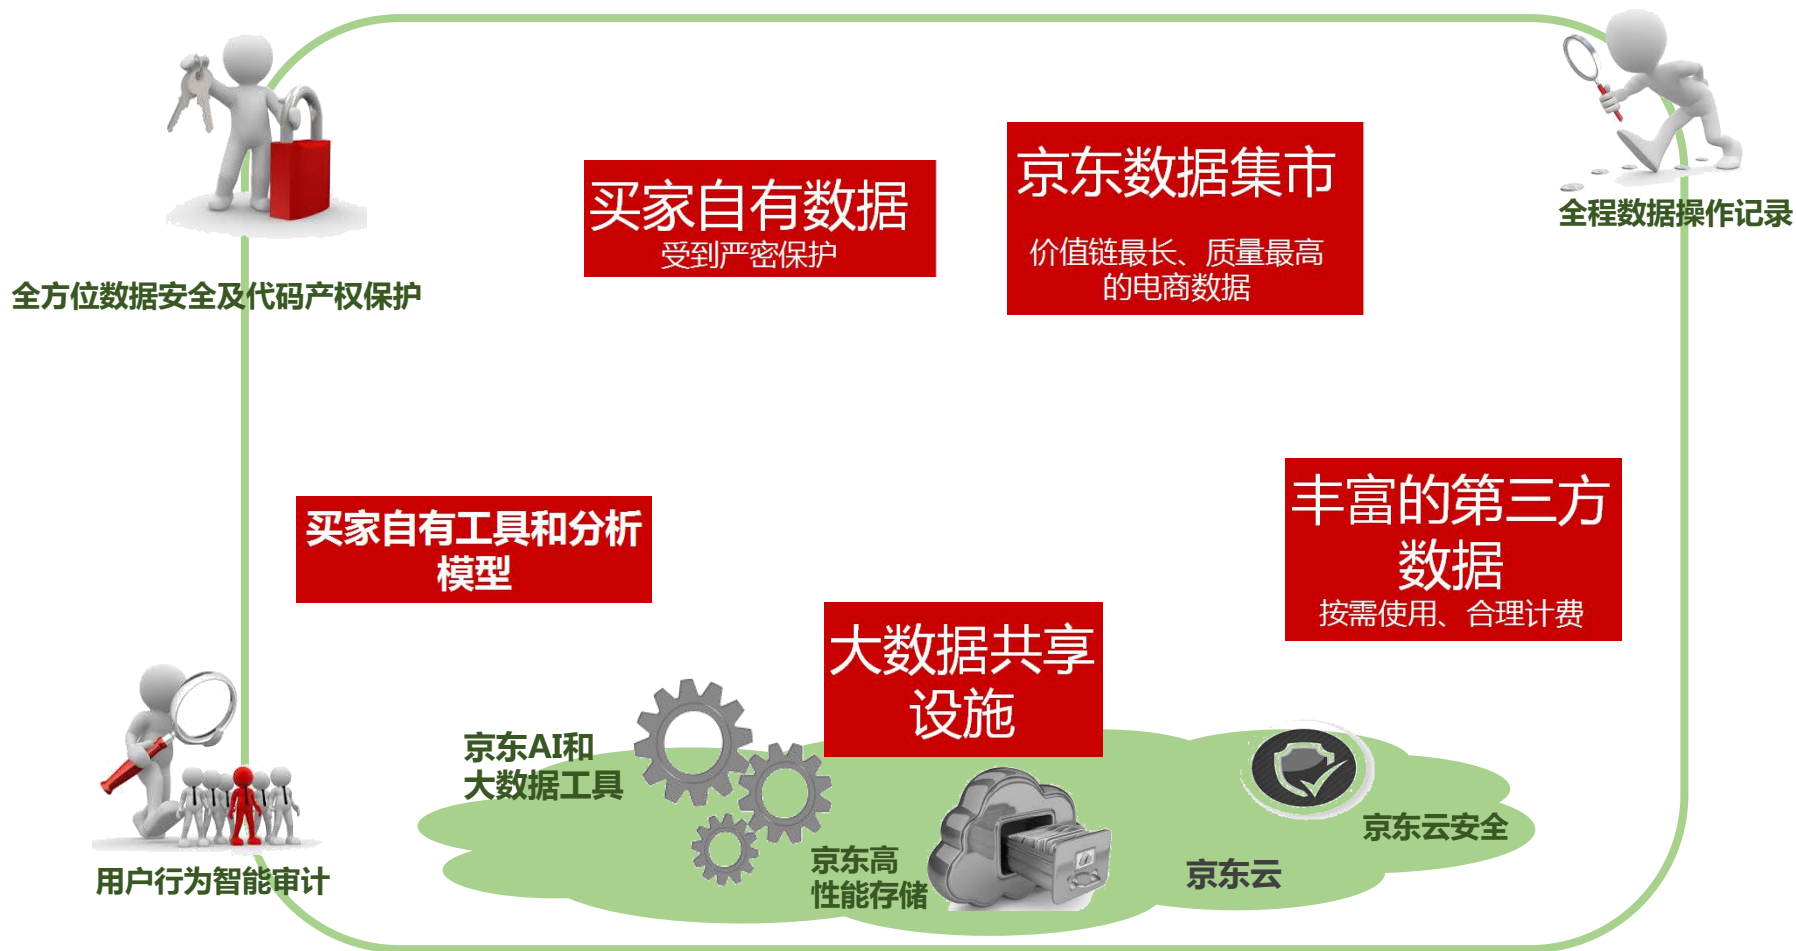 全方位数据安全及代码产权保护
买家自有数据
受到严密保护
京东数据集市
价值链最长、质量最高
的电商数据
全程数据操作记录
买家自有工具和分析
模型
丰富的第三方
数据
按需使用、合理计费
大数据共享
设施
京东AI和
大数据工具
京东高
性能存储
京东云
京东云安全
用户行为智能审计